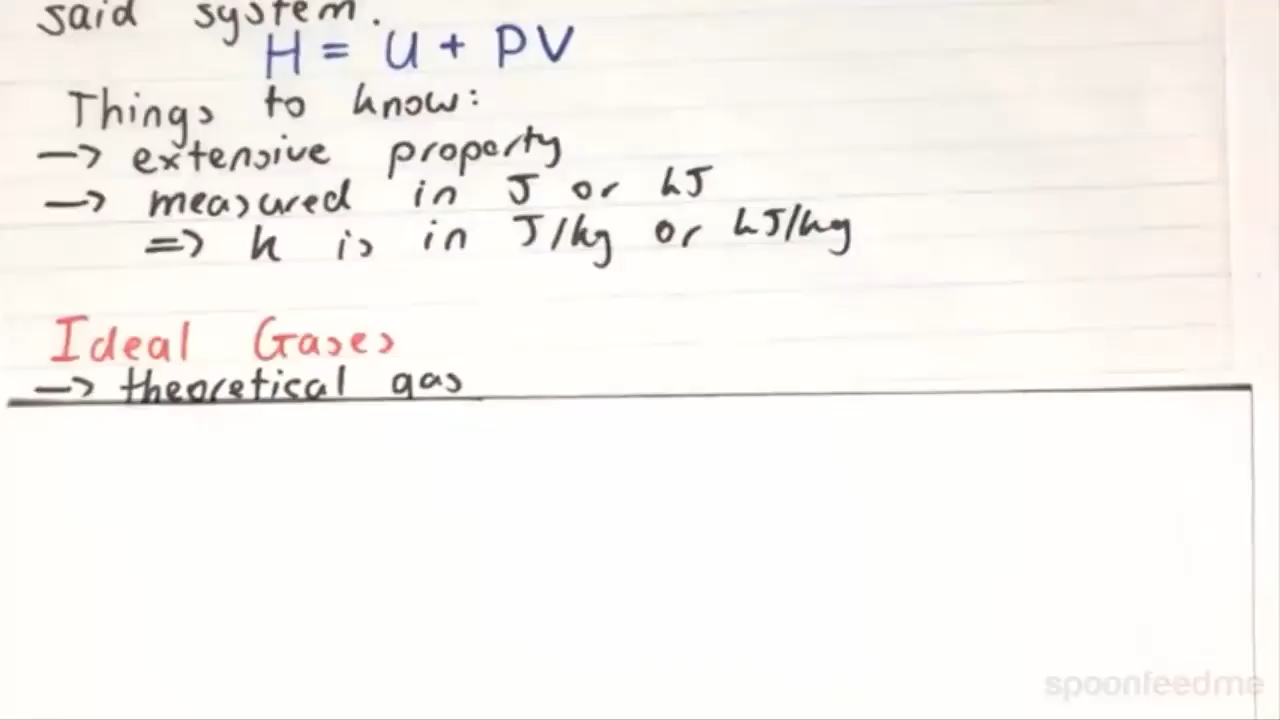 said system.
H = U + PV
Things to know:
→ extensive property
→ measured in J or kJ
⇒ h is in J/kg or kJ/kg
Ideal Gases
→ theoretical gas
spoonfeedme